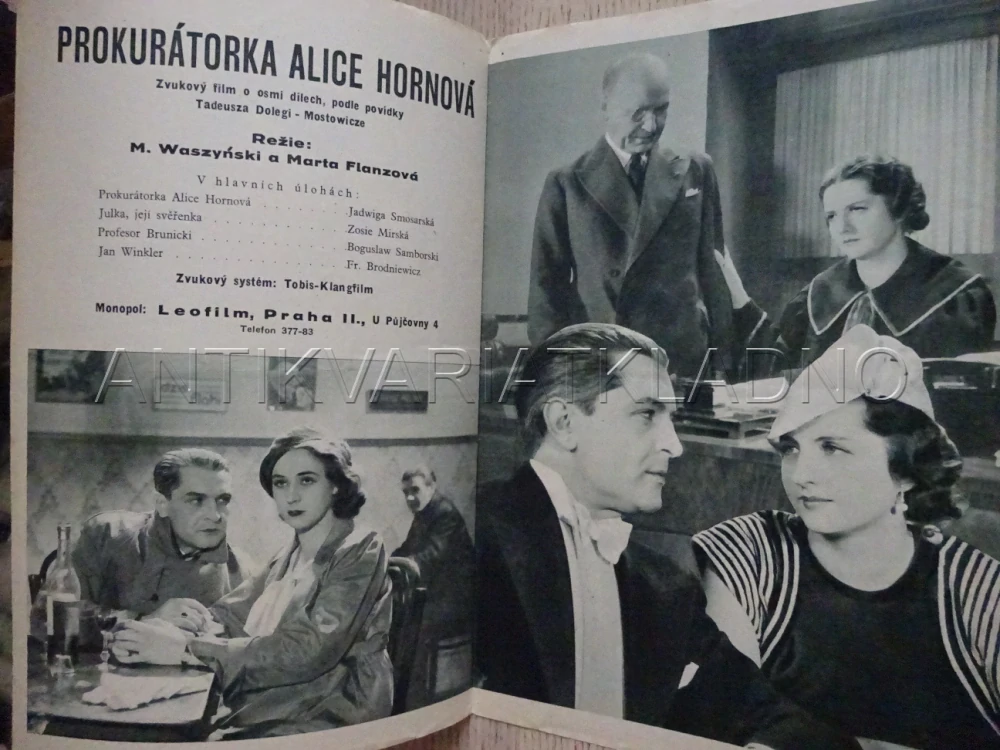 PROKURÁTORKA ALICE HORNOVÁ
Zvukový film o osmi dílech, podle povídky
Tadeusza Dolegi - Mostowicze
Režie:
M. Waszyński a Marta Flanzová
V hlavních úlohách:
Prokurátorka Alice Hornová . . . . . . . . Jadwiga Smosarská
Julka, její svěřenka . . . . . . . . . . . Zosie Mirská
Profesor Brunicki . . . . . . . . . . . . Boguslaw Samborski
Jan Winkler . . . . . . . . . . . . . . Fr. Brodniewicz
Zvukový systém: Tobis-Klangfilm
Monopol: Leofilm, Praha II., U Půjčovny 4
Telefon 377-83
ANTIKVARIATKLADNO